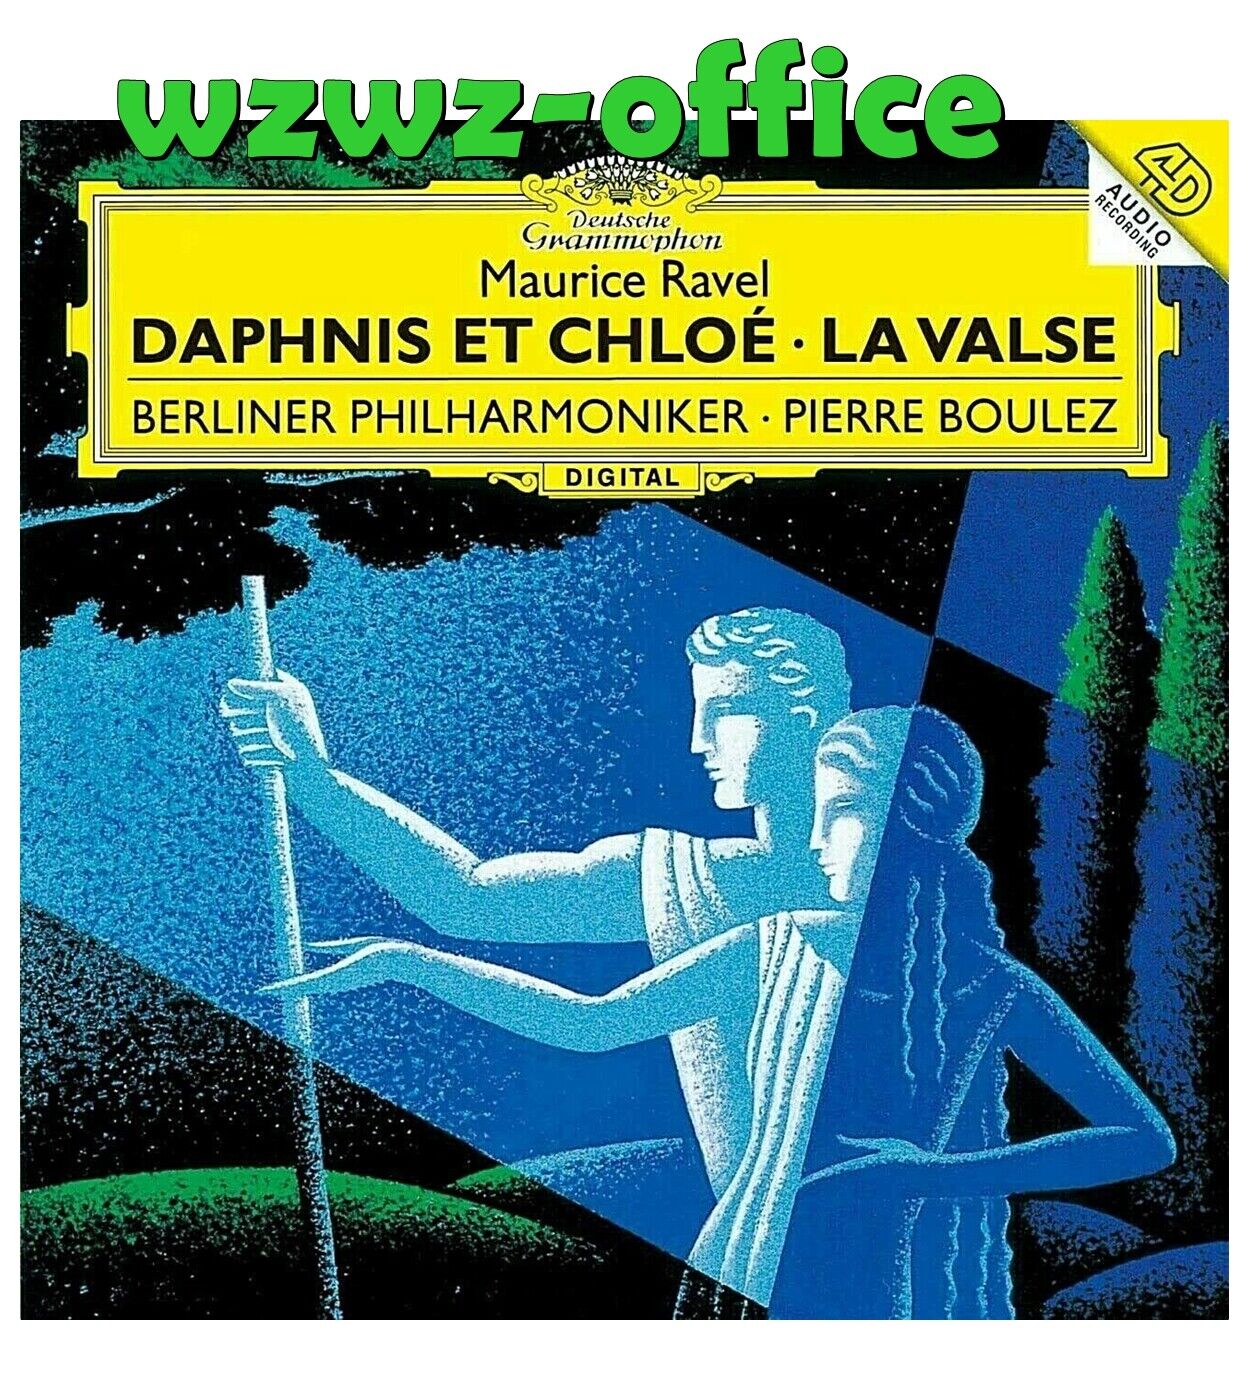 wzwz-office
4D
AUDIO
RECORDING
Deutsche
Grammophon
Maurice Ravel
DAPHNIS ET CHLOÉ · LA VALSE
BERLINER PHILHARMONIKER · PIERRE BOULEZ
DIGITAL